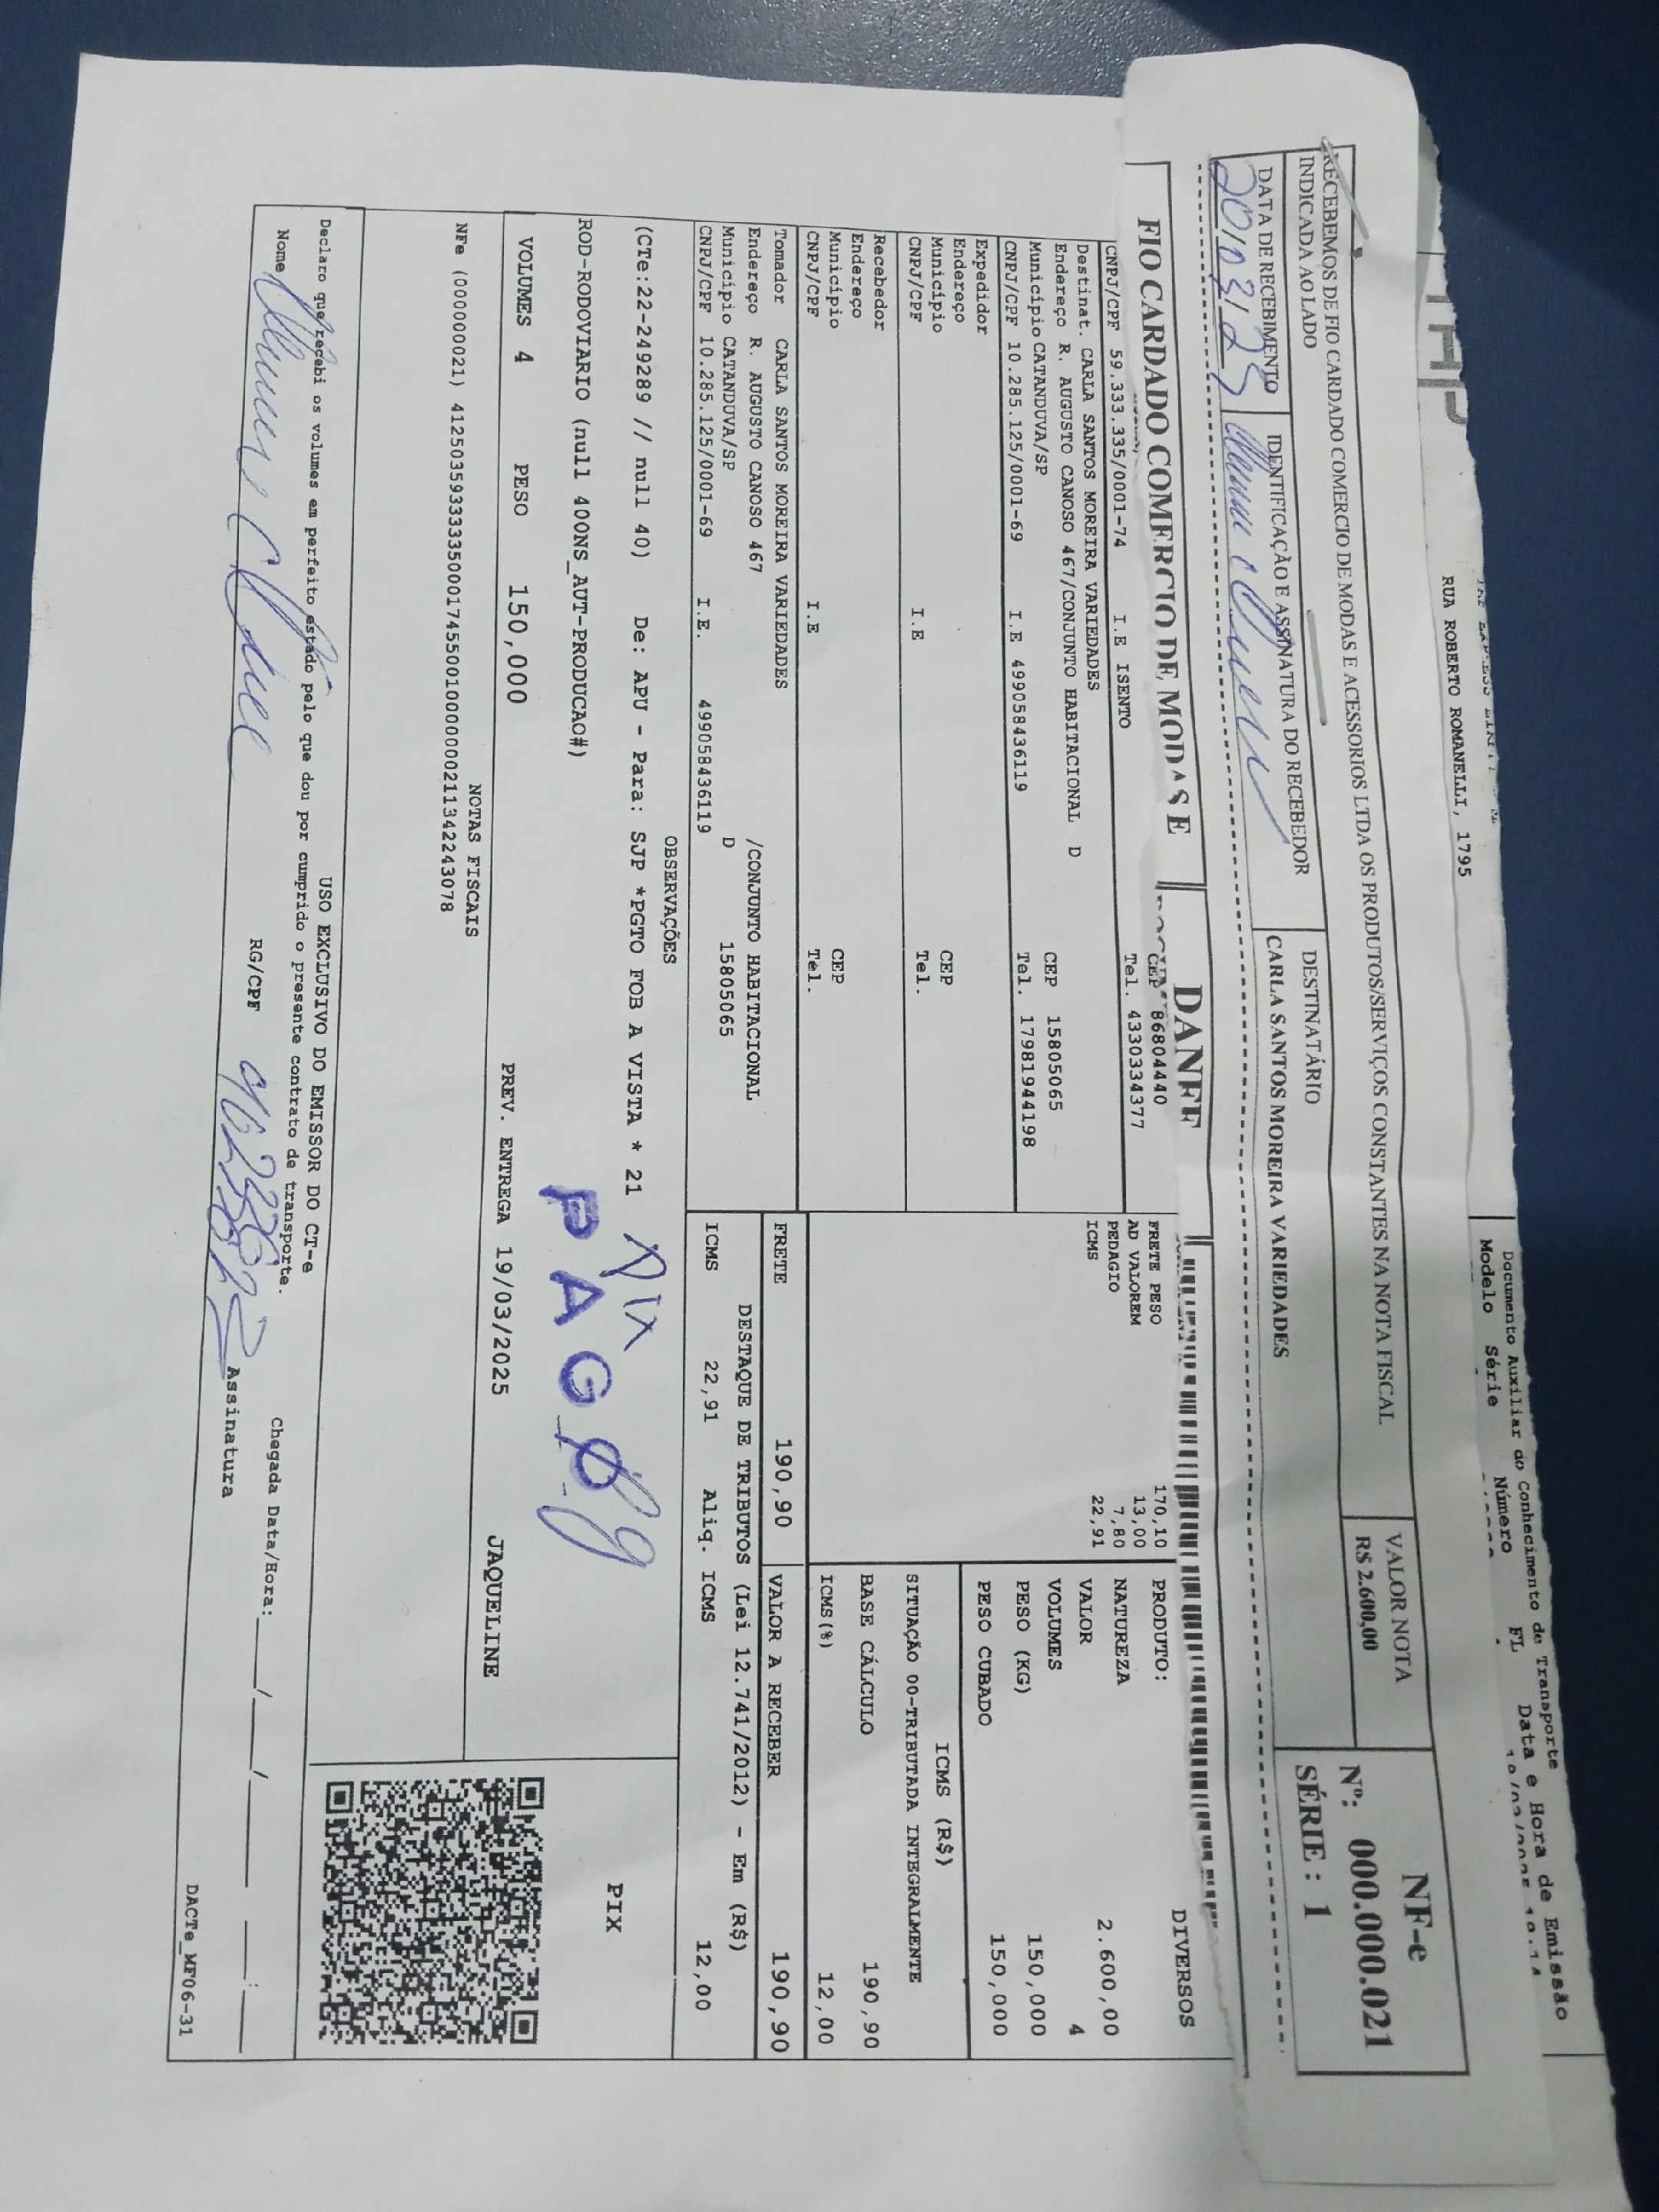 RUA ROBERTO ROMANELLI, 1795
Documento Auxiliar do Conhecimento de Transporte
Modelo Série Número FL Data e Hora de Emissão
RECEBEMOS DE FIO CARDADO COMERCIO DE MODAS E ACESSORIOS LTDA OS PRODUTOS/SERVIÇOS CONSTANTES NA NOTA FISCAL
INDICADA AO LADO
VALOR NOTA
R$ 2.600,00
NF-e
Nº: 000.000.021
SÉRIE : 1
DATA DE RECEBIMENTO
20/03/25
IDENTIFICAÇÃO E ASSINATURA DO RECEBEDOR
DESTINATÁRIO
CARLA SANTOS MOREIRA VARIEDADES
FIO CARDADO COMERCIO DE MODAS E
DANFE
CEP 86804440
CNPJ/CPF 59.333.335/0001-74 I.E ISENTO Tel. 4330334377
Destinat. CARLA SANTOS MOREIRA VARIEDADES
Endereço R. AUGUSTO CANOSO 467/CONJUNTO HABITACIONAL D
Município CATANDUVA/SP CEP 15805065
CNPJ/CPF 10.285.125/0001-69 I.E 499058436119 Tel. 17981944198
Expedidor
Endereço
Município CEP
CNPJ/CPF I.E Tel.
Recebedor
Endereço
Município CEP
CNPJ/CPF I.E Tel.
Tomador CARLA SANTOS MOREIRA VARIEDADES
Endereço R. AUGUSTO CANOSO 467 /CONJUNTO HABITACIONAL
Município CATANDUVA/SP D 15805065
CNPJ/CPF 10.285.125/0001-69 I.E. 499058436119
FRETE PESO 170,10
AD VALOREM 13,00
PEDAGIO 7,80
ICMS 22,91
PRODUTO: DIVERSOS
NATUREZA
VALOR 2.600,00
VOLUMES 4
PESO (KG) 150,000
PESO CUBADO 150,000
ICMS (R$)
SITUAÇÃO 00-TRIBUTADA INTEGRALMENTE
BASE CÁLCULO 190,90
ICMS(%) 12,00
FRETE 190,90
VALOR A RECEBER 190,90
DESTAQUE DE TRIBUTOS (Lei 12.741/2012) - Em (R$)
ICMS 22,91 Aliq. ICMS 12,00
OBSERVAÇÕES
(CTe:22-249289 // null 40) De: APU - Para: SJP *PGTO FOB A VISTA * 21
ROD-RODOVIARIO (null 400NS_AUT-PRODUCAO#)
PIX
PAGO
PIX
VOLUMES 4 PESO 150,000 PREV. ENTREGA 19/03/2025 JAQUELINE
NOTAS FISCAIS
NFe (000000021) 41250359333335000174550010000000211342243078
USO EXCLUSIVO DO EMISSOR DO CT-e
Declaro que recebi os volumes em perfeito estado pelo que dou por cumprido o presente contrato de transporte.
Nome RG/CPF Assinatura Chegada Data/Hora:___/___/___ __:__
DACTe_MF06-31